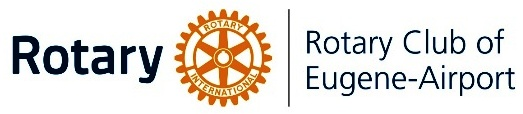 Rotary
ROTARY
INTERNATIONAL
Rotary Club of
Eugene-Airport